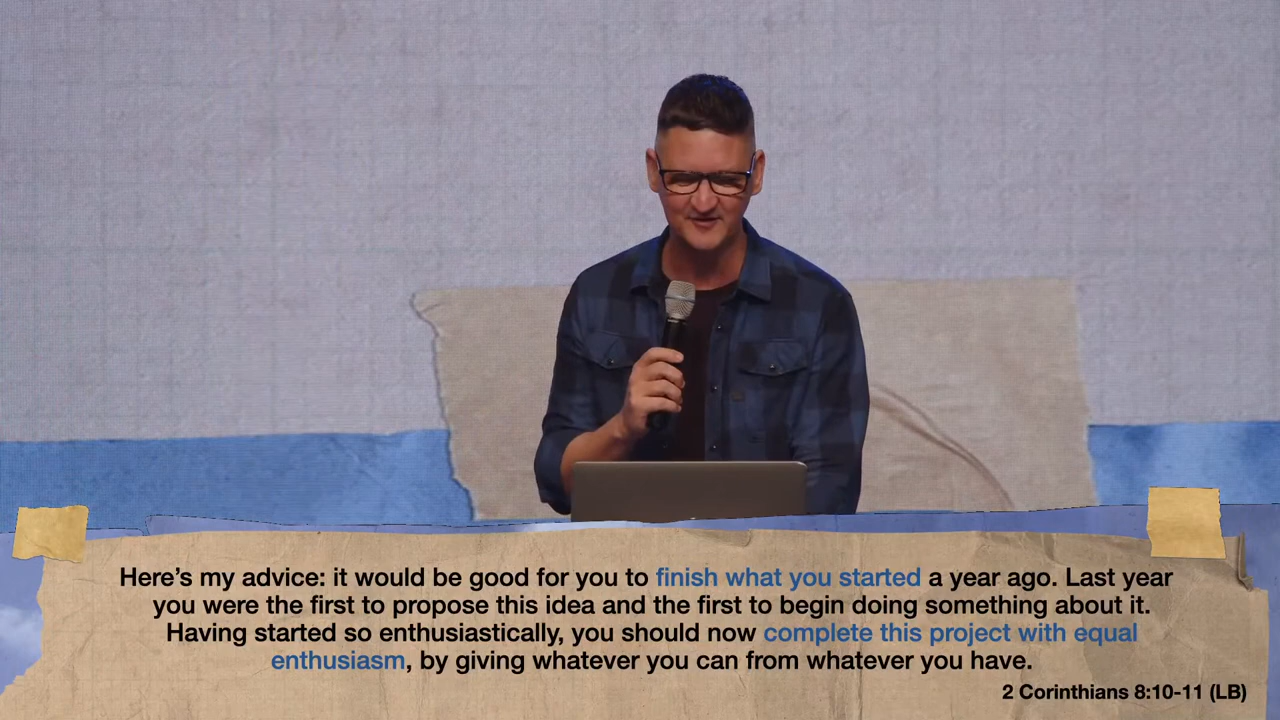 Here’s my advice: it would be good for you to finish what you started a year ago. Last year
you were the first to propose this idea and the first to begin doing something about it.
Having started so enthusiastically, you should now complete this project with equal
enthusiasm, by giving whatever you can from whatever you have.
2 Corinthians 8:10-11 (LB)